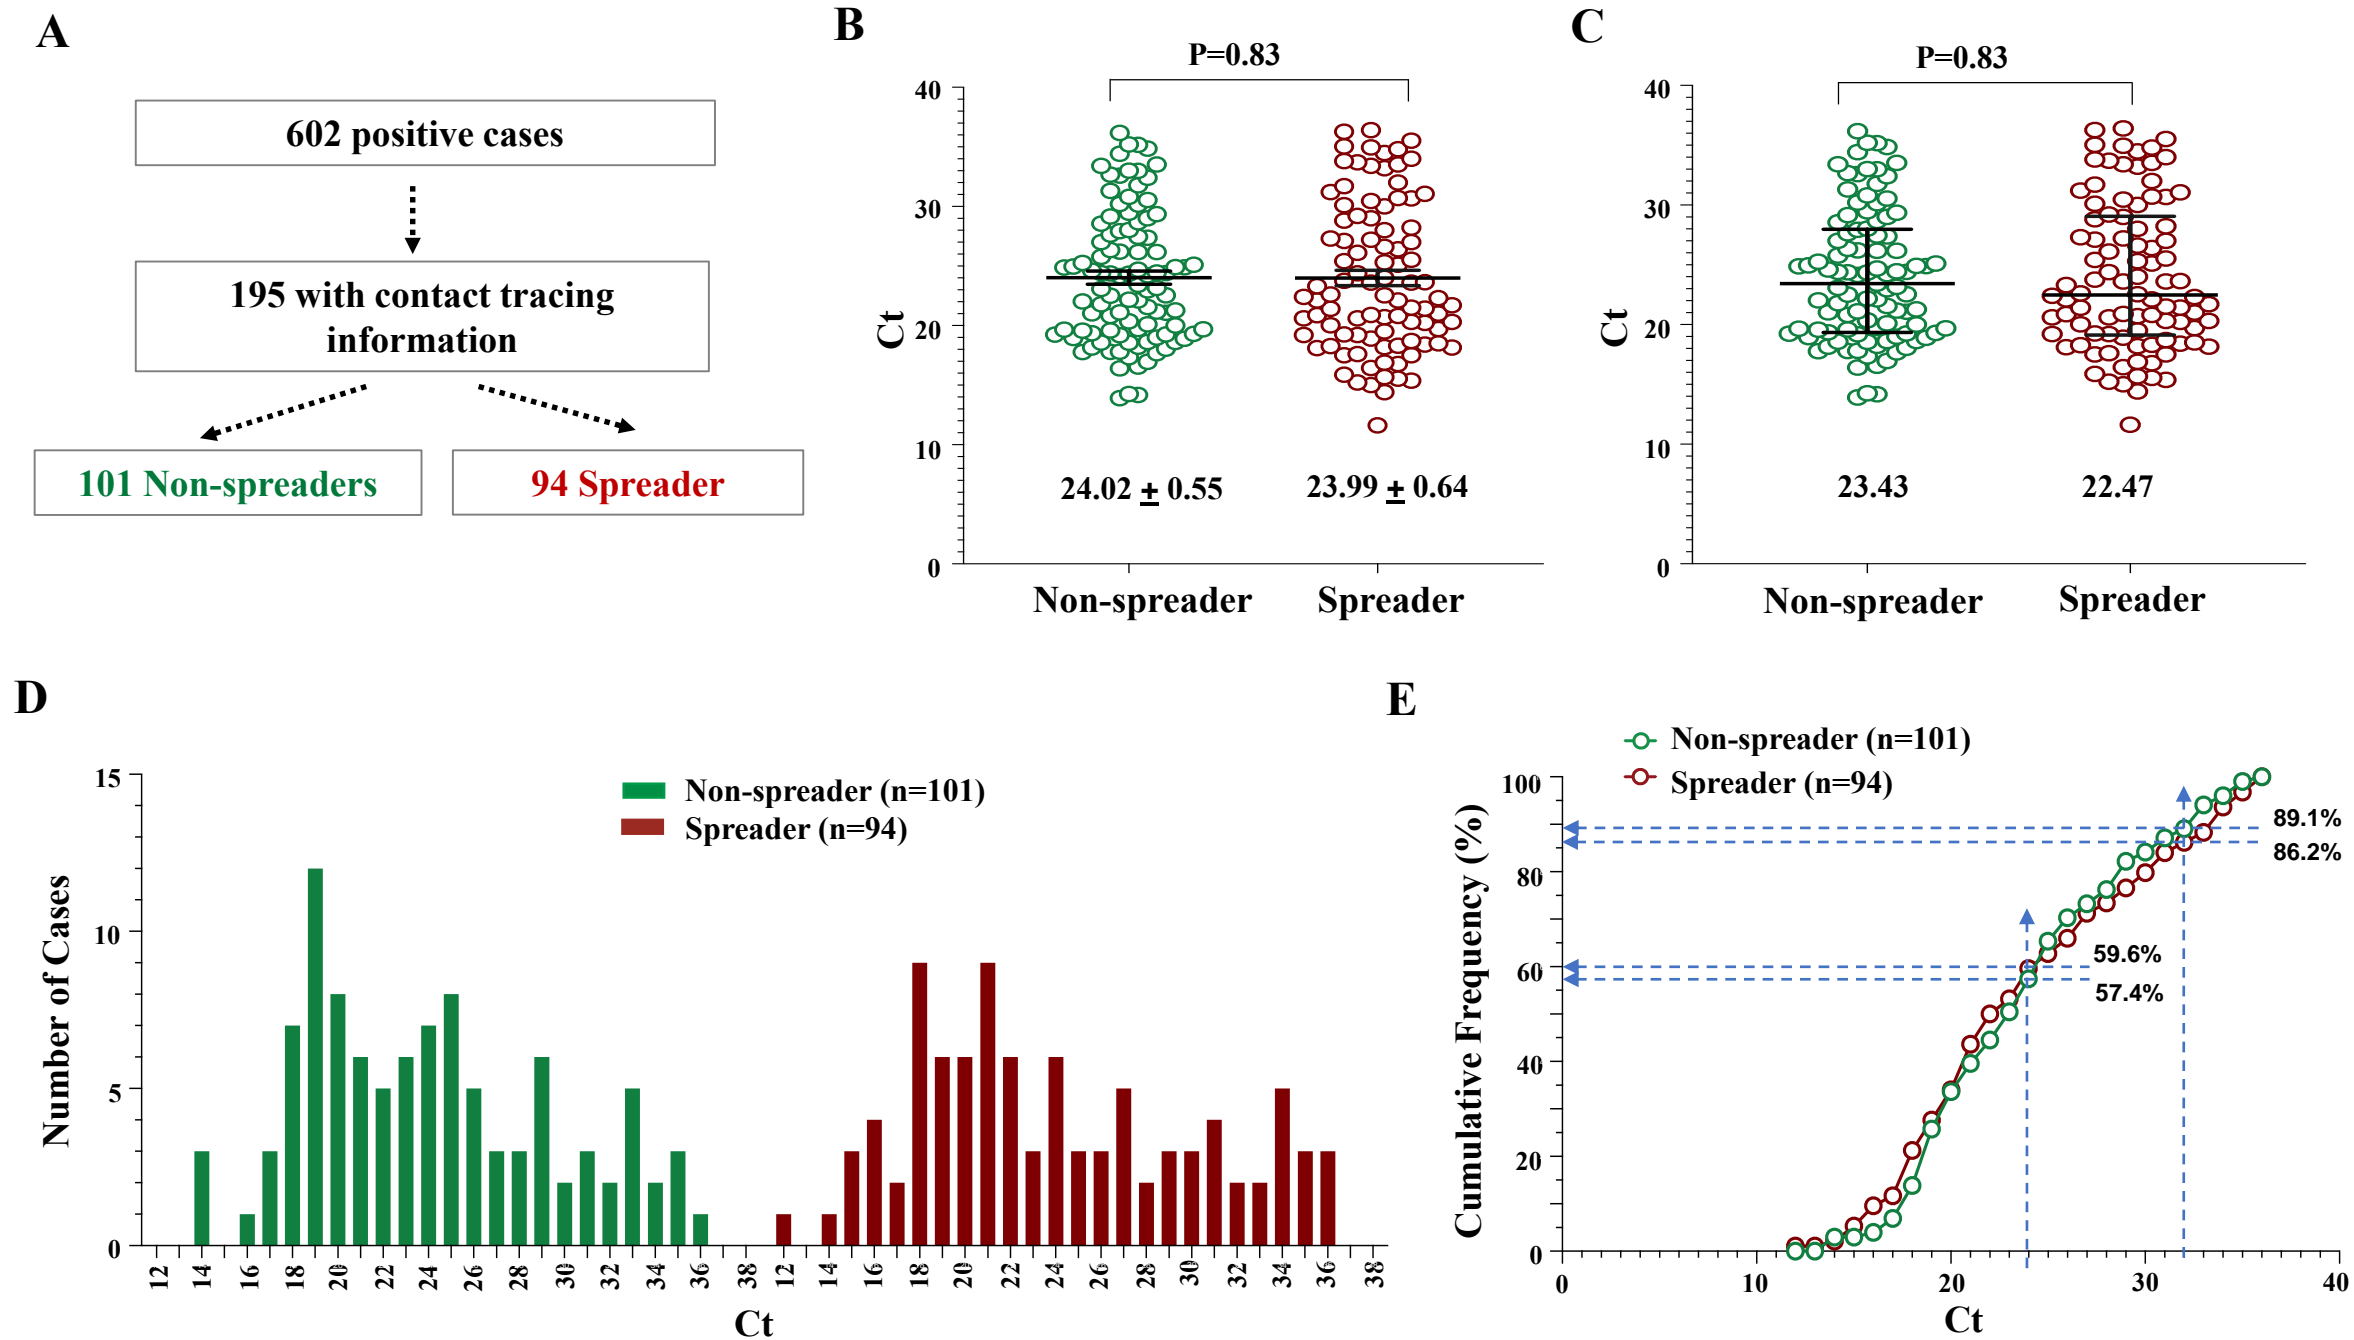 A
602 positive cases
195 with contact tracing
information
101 Non-spreaders
94 Spreader
B
P=0.83
40
30
20
10
0
Ct
24.02 ± 0.55
23.99 ± 0.64
Non-spreader
Spreader
C
P=0.83
40
30
20
10
0
Ct
23.43
22.47
Non-spreader
Spreader
D
15
10
5
0
Number of Cases
Non-spreader (n=101)
Spreader (n=94)
12 14 16 18 20 22 24 26 28 30 32 34 36 38 12 14 16 18 20 22 24 26 28 30 32 34 36 38
Ct
E
Non-spreader (n=101)
Spreader (n=94)
100
80
60
40
20
0
Cumulative Frequency (%)
89.1%
86.2%
59.6%
57.4%
0 10 20 30 40
Ct